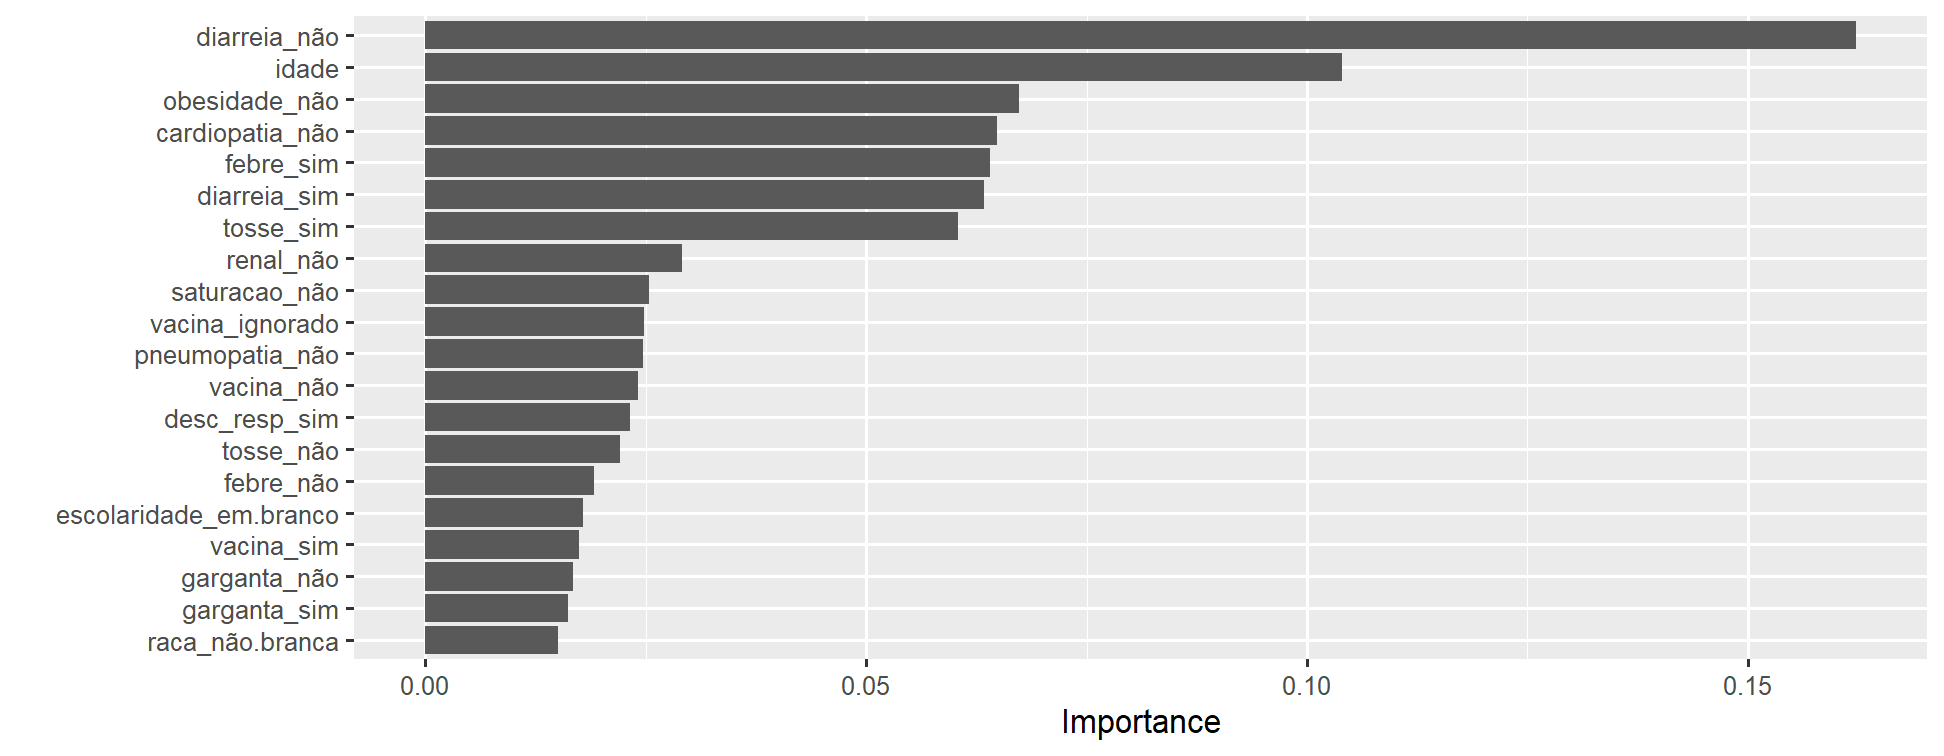 diarreia_não
idade
obesidade_não
cardiopatia_não
febre_sim
diarreia_sim
tosse_sim
renal_não
saturacao_não
vacina_ignorado
pneumopatia_não
vacina_não
desc_resp_sim
tosse_não
febre_não
escolaridade_em.branco
vacina_sim
garganta_não
garganta_sim
raca_não.branca
0.00 0.05 0.10 0.15
Importance